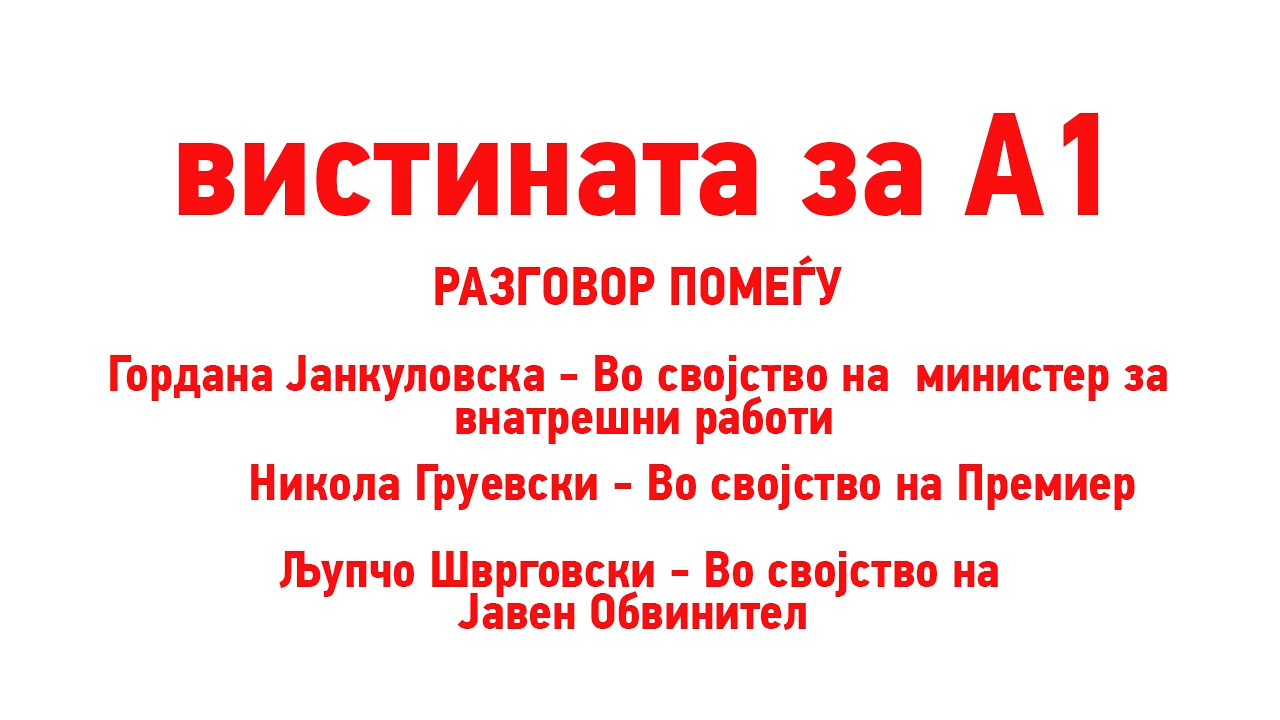 вистината за А1
РАЗГОВОР ПОМЕЃУ
Гордана Јанкуловска - Во својство на министер за
внатрешни работи
Никола Груевски - Во својство на Премиер
Љупчо Шврговски - Во својство на
Јавен Обвинител